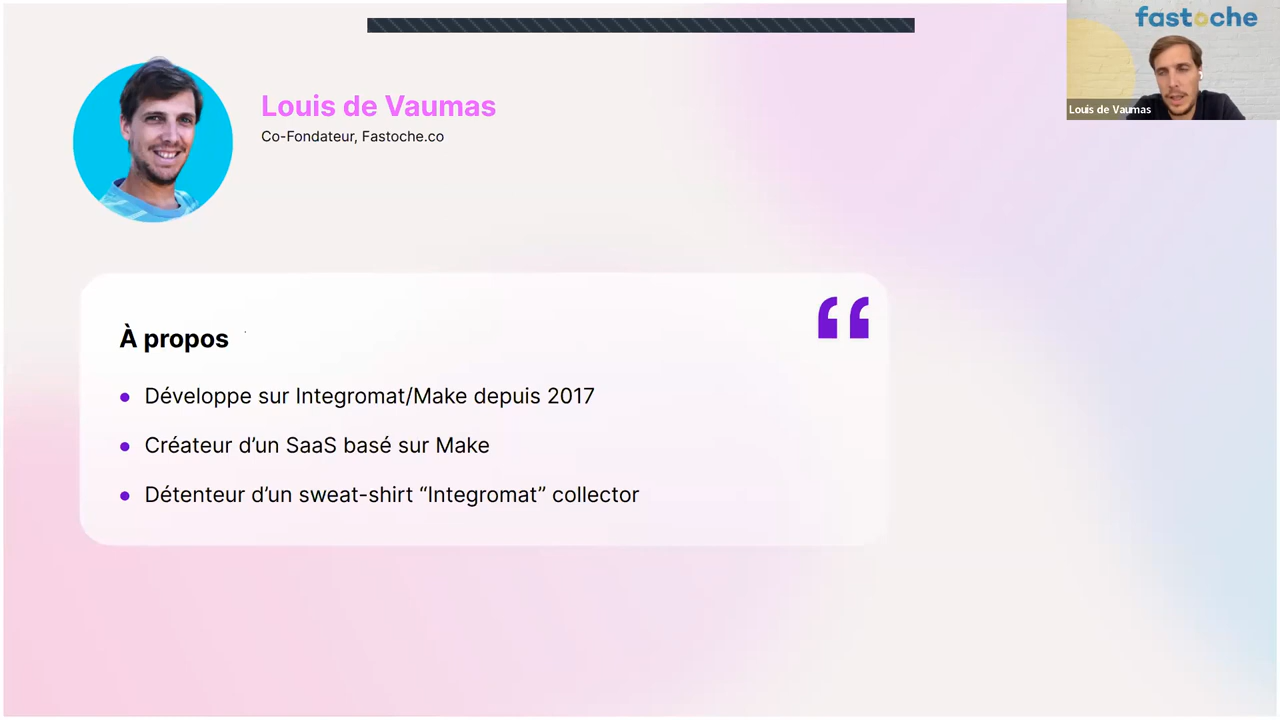 Louis de Vaumas
Co-Fondateur, Fastoche.co
À propos
Développe sur Integromat/Make depuis 2017
Créateur d’un SaaS basé sur Make
Détenteur d’un sweat-shirt “Integromat” collector
fastoche
Louis de Vaumas